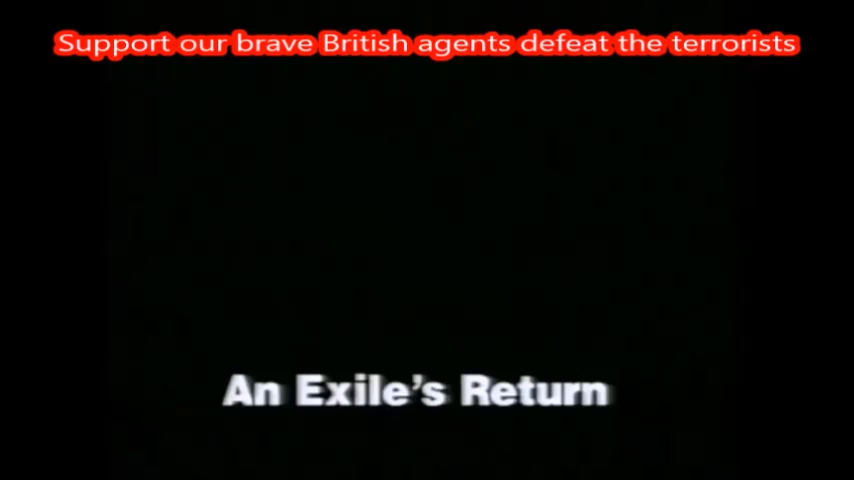 Support our brave British agents defeat the terrorists
An Exile's Return